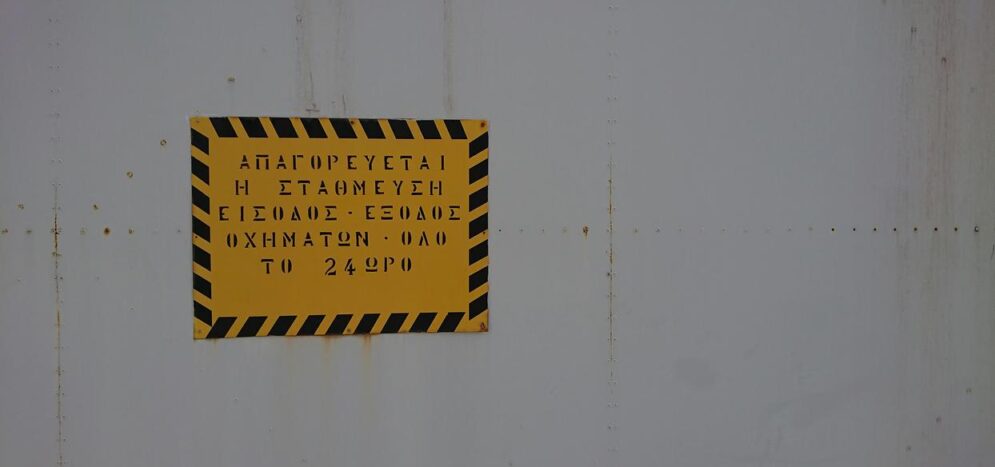 ΑΠΑΓΟΡΕΥΕΤΑΙ
Η ΣΤΑΘΜΕΥΣΗ
ΕΙΣΟΔΟΣ · ΕΞΟΔΟΣ
ΟΧΗΜΑΤΩΝ · ΟΛΟ
ΤΟ 24ΩΡΟ